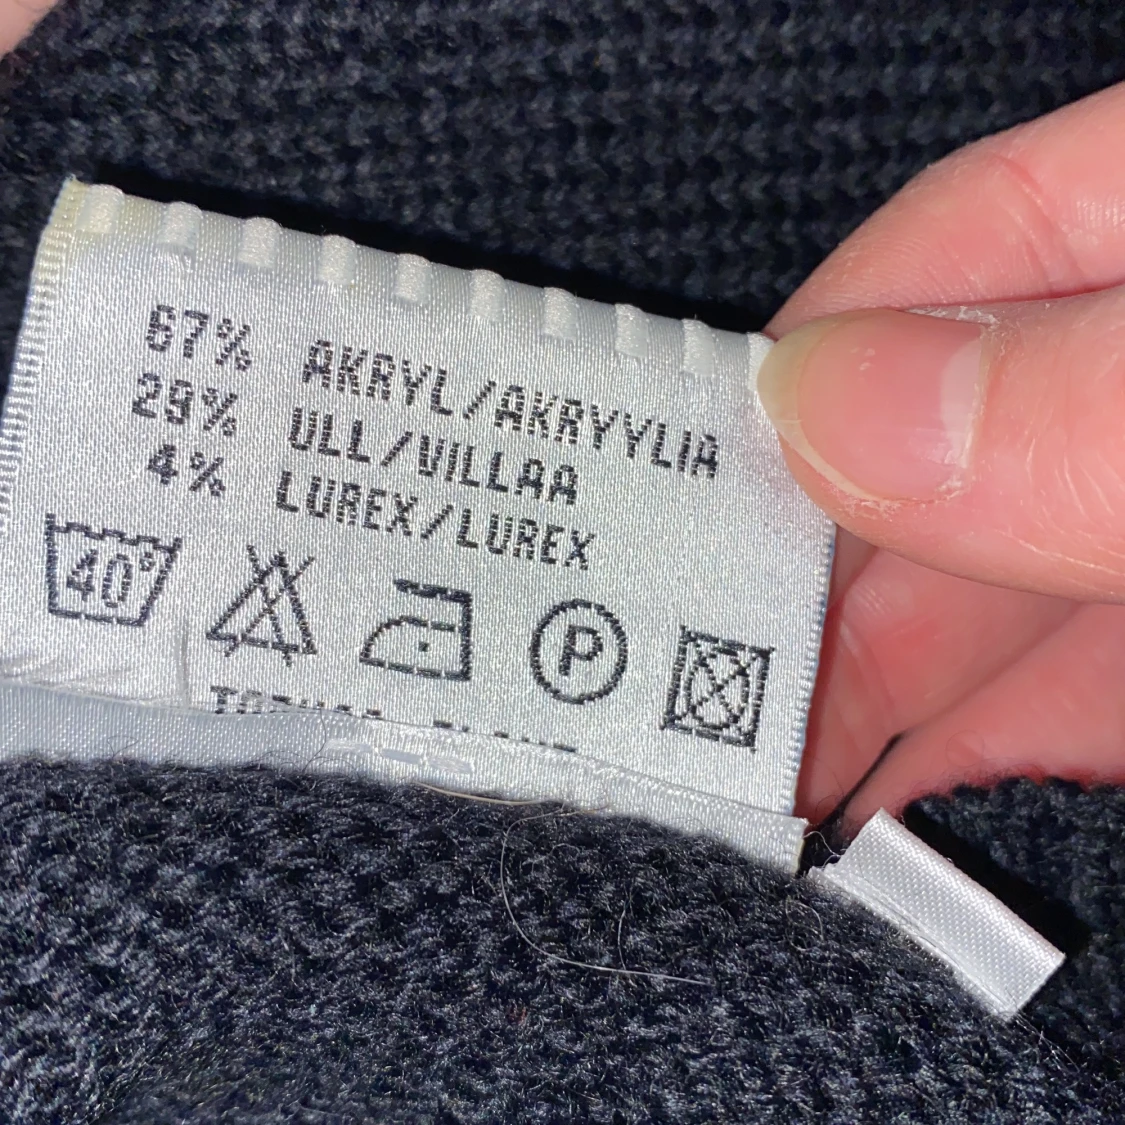 67% AKRYL/AKRYYLIA
29% ULL/VILLAA
4% LUREX/LUREX
40° P